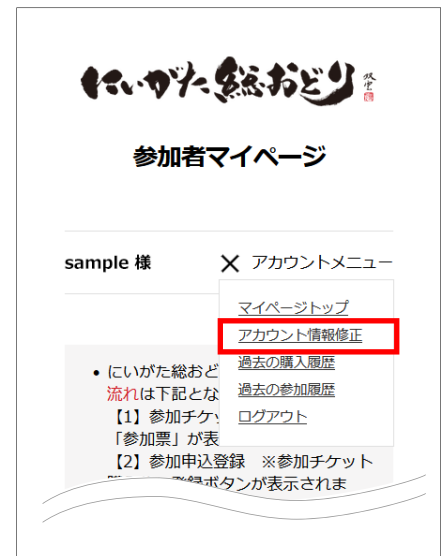 にいがた総おどり
参加者マイページ
sample 様
アカウントメニュー
マイページトップ
アカウント情報修正
過去の購入履歴
過去の参加履歴
ログアウト
• にいがた総おど
流れは下記とな
【1】参加チケ
「参加票」が表
【2】参加申込登録 ※参加チケット
登録ボタンが表示されま